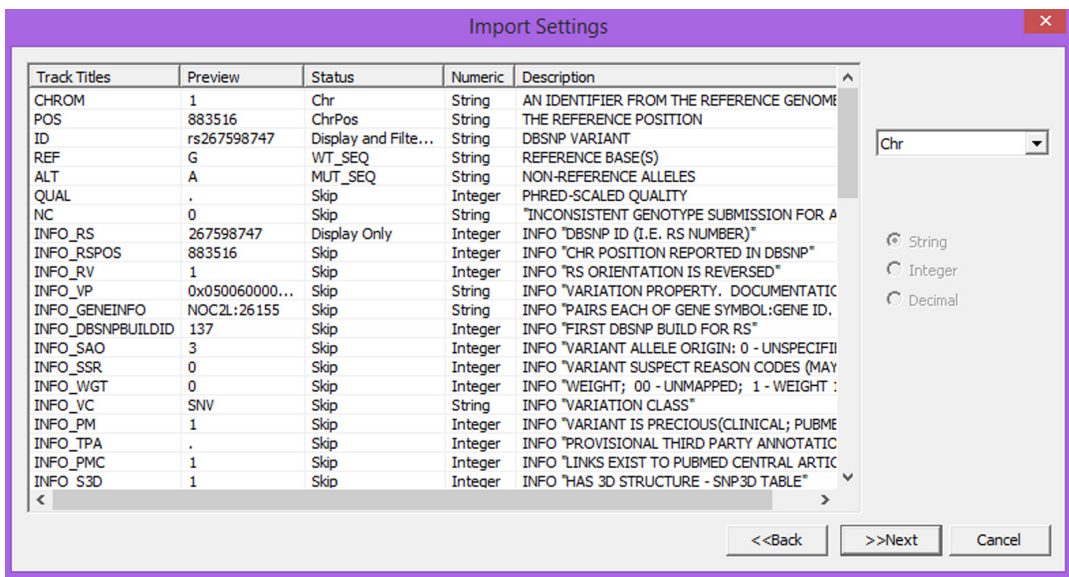 Import Settings
Track Titles Preview Status Numeric Description
CHROM 1 Chr String AN IDENTIFIER FROM THE REFERENCE GENOME
POS 883516 ChrPos String THE REFERENCE POSITION
ID rs267598747 Display and Filte... String DBSNP VARIANT
Chr
REF G WT_SEQ String REFERENCE BASE(S)
ALT A MUT_SEQ String NON-REFERENCE ALLELES
QUAL . Skip Integer PHRED-SCALED QUALITY
NC 0 Skip String "INCONSISTENT GENOTYPE SUBMISSION FOR A
INFO_RS 267598747 Display Only Integer INFO "DBSNP ID (I.E. RS NUMBER)"
String
INFO_RSPOS 883516 Skip Integer INFO "CHR POSITION REPORTED IN DBSNP"
INFO_RV 1 Skip Integer INFO "RS ORIENTATION IS REVERSED"
Integer
INFO_VP 0x050060000... Skip String INFO "VARIATION PROPERTY. DOCUMENTATIC
Decimal
INFO_GENEINFO NOC2L:26155 Skip String INFO "PAIRS EACH OF GENE SYMBOL:GENE ID.
INFO_DBSNPBUILDID 137 Skip Integer INFO "FIRST DBSNP BUILD FOR RS"
INFO_SAO 3 Skip Integer INFO "VARIANT ALLELE ORIGIN: 0 - UNSPECIFI
INFO_SSR 0 Skip Integer INFO "VARIANT SUSPECT REASON CODES (MAY
INFO_WGT 0 Skip Integer INFO "WEIGHT; 00 - UNMAPPED; 1 - WEIGHT 1
INFO_VC SNV Skip String INFO "VARIATION CLASS"
INFO_PM 1 Skip Integer INFO "VARIANT IS PRECIOUS(CLINICAL; PUBME
INFO_TPA . Skip Integer INFO "PROVISIONAL THIRD PARTY ANNOTATIC
INFO_PMC 1 Skip Integer INFO "LINKS EXIST TO PUBMED CENTRAL ARTIC
INFO_S3D 1 Skip Integer INFO "HAS 3D STRUCTURE - SNP3D TABLE"
<<Back >>Next Cancel